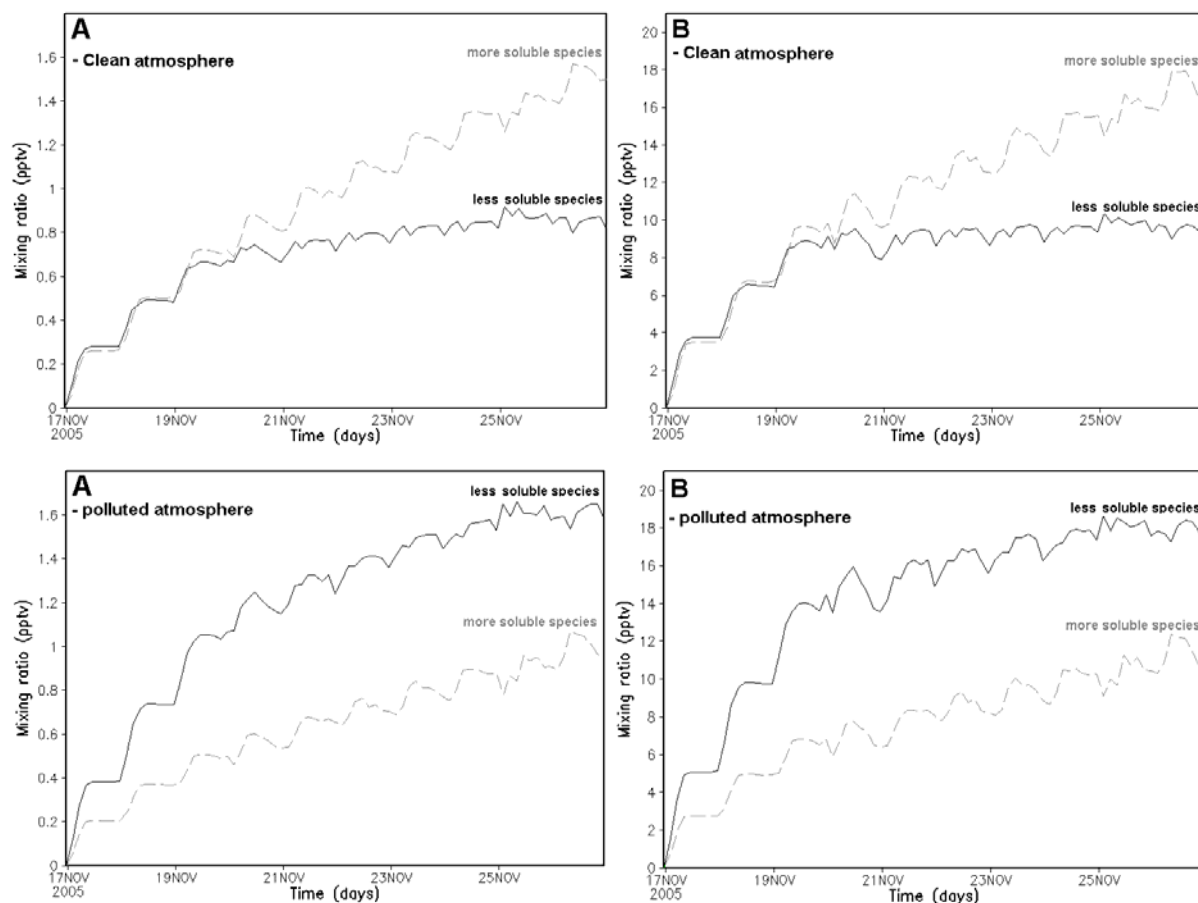 A
- Clean atmosphere
more soluble species
less soluble species
Mixing ratio (pptv)
1.6
1.4
1.2
1
0.8
0.6
0.4
0.2
0
17NOV
2005
19NOV
21NOV
23NOV
25NOV
Time (days)
B
- Clean atmosphere
more soluble species
less soluble species
Mixing ratio (pptv)
20
18
16
14
12
10
8
6
4
2
0
17NOV
2005
19NOV
21NOV
23NOV
25NOV
Time (days)
A
- polluted atmosphere
less soluble species
more soluble species
Mixing ratio (pptv)
1.6
1.4
1.2
1
0.8
0.6
0.4
0.2
0
17NOV
2005
19NOV
21NOV
23NOV
25NOV
Time (days)
B
- polluted atmosphere
less soluble species
more soluble species
Mixing ratio (pptv)
20
18
16
14
12
10
8
6
4
2
0
17NOV
2005
19NOV
21NOV
23NOV
25NOV
Time (days)